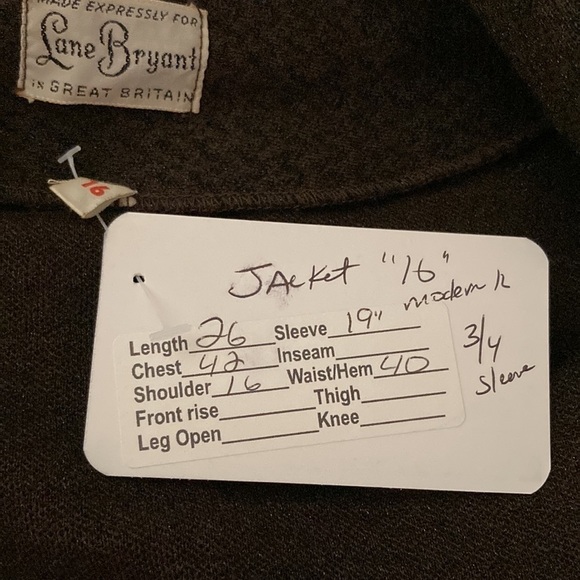 MADE EXPRESSLY FOR
Lane Bryant
IN GREAT BRITAIN
16
JAcket "16"
modern 12
Length 26 Sleeve 19"
Chest 42 Inseam
Shoulder 16 Waist/Hem 40
Front rise Thigh
Leg Open Knee
3/4
Sleeve